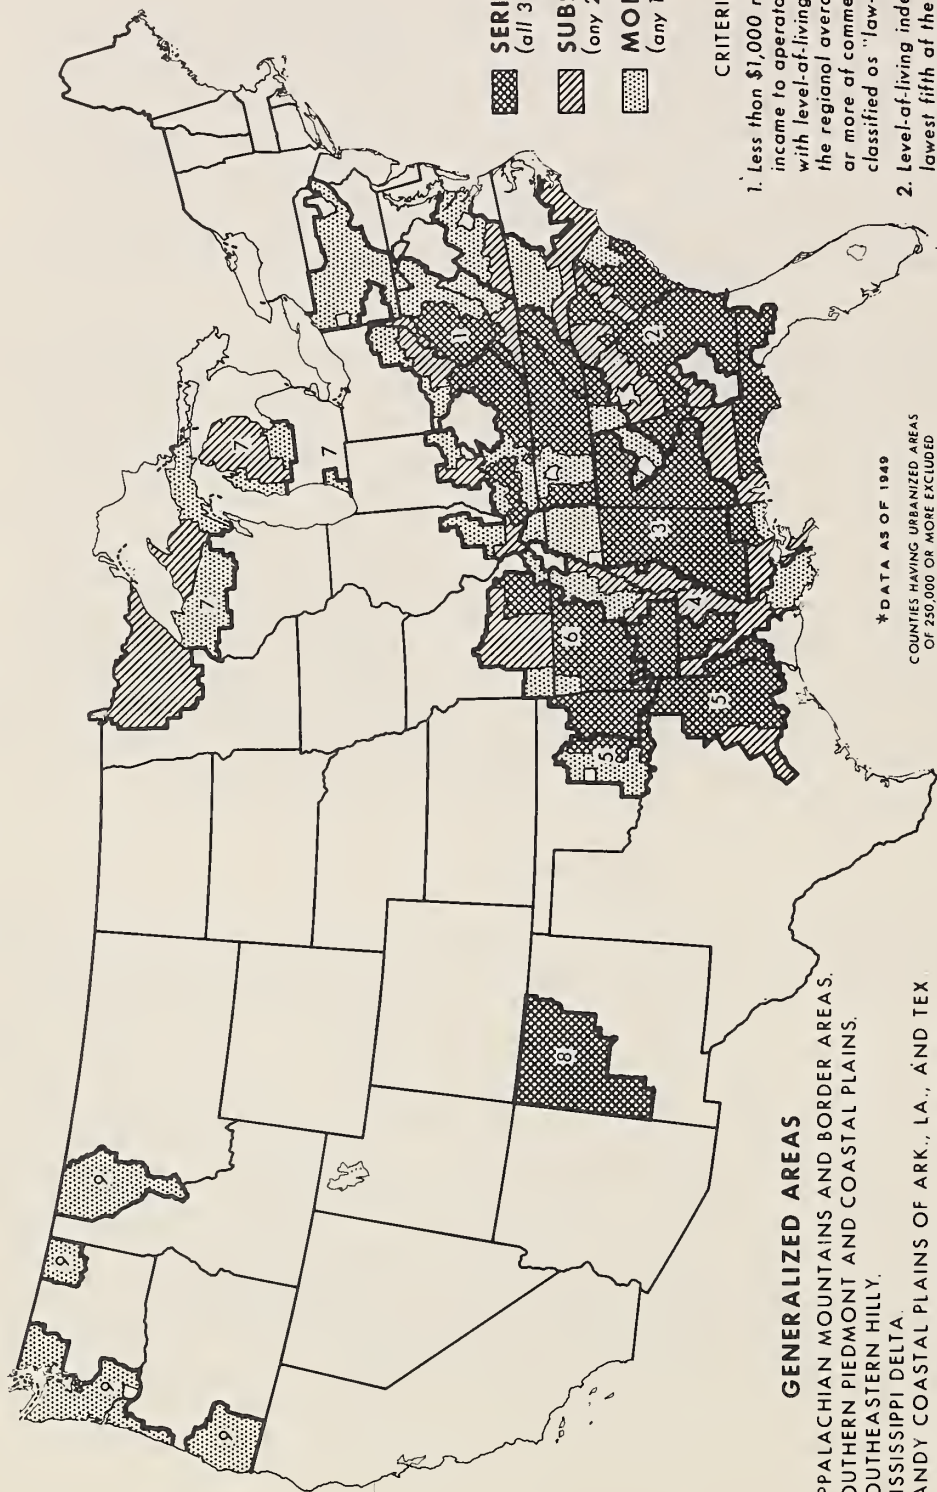 SERI
(all 3
SUBS
(any 2
MOD
(any 1
CRITERI
1. Less than $1,000 r
income to operato
with level-of-living
the regional avera
or more of comme
classified as "low-
2. Level-of-living inde
lowest fifth of the
1
2
3
4
5
5
6
7
7
7
8
9
9
9
9
*DATA AS OF 1949
COUNTIES HAVING URBANIZED AREAS
OF 250,000 OR MORE EXCLUDED
GENERALIZED AREAS
PPALACHIAN MOUNTAINS AND BORDER AREAS.
OUTHERN PIEDMONT AND COASTAL PLAINS.
OUTHEASTERN HILLY.
ISSISSIPPI DELTA.
ANDY COASTAL PLAINS OF ARK., LA., AND TEX